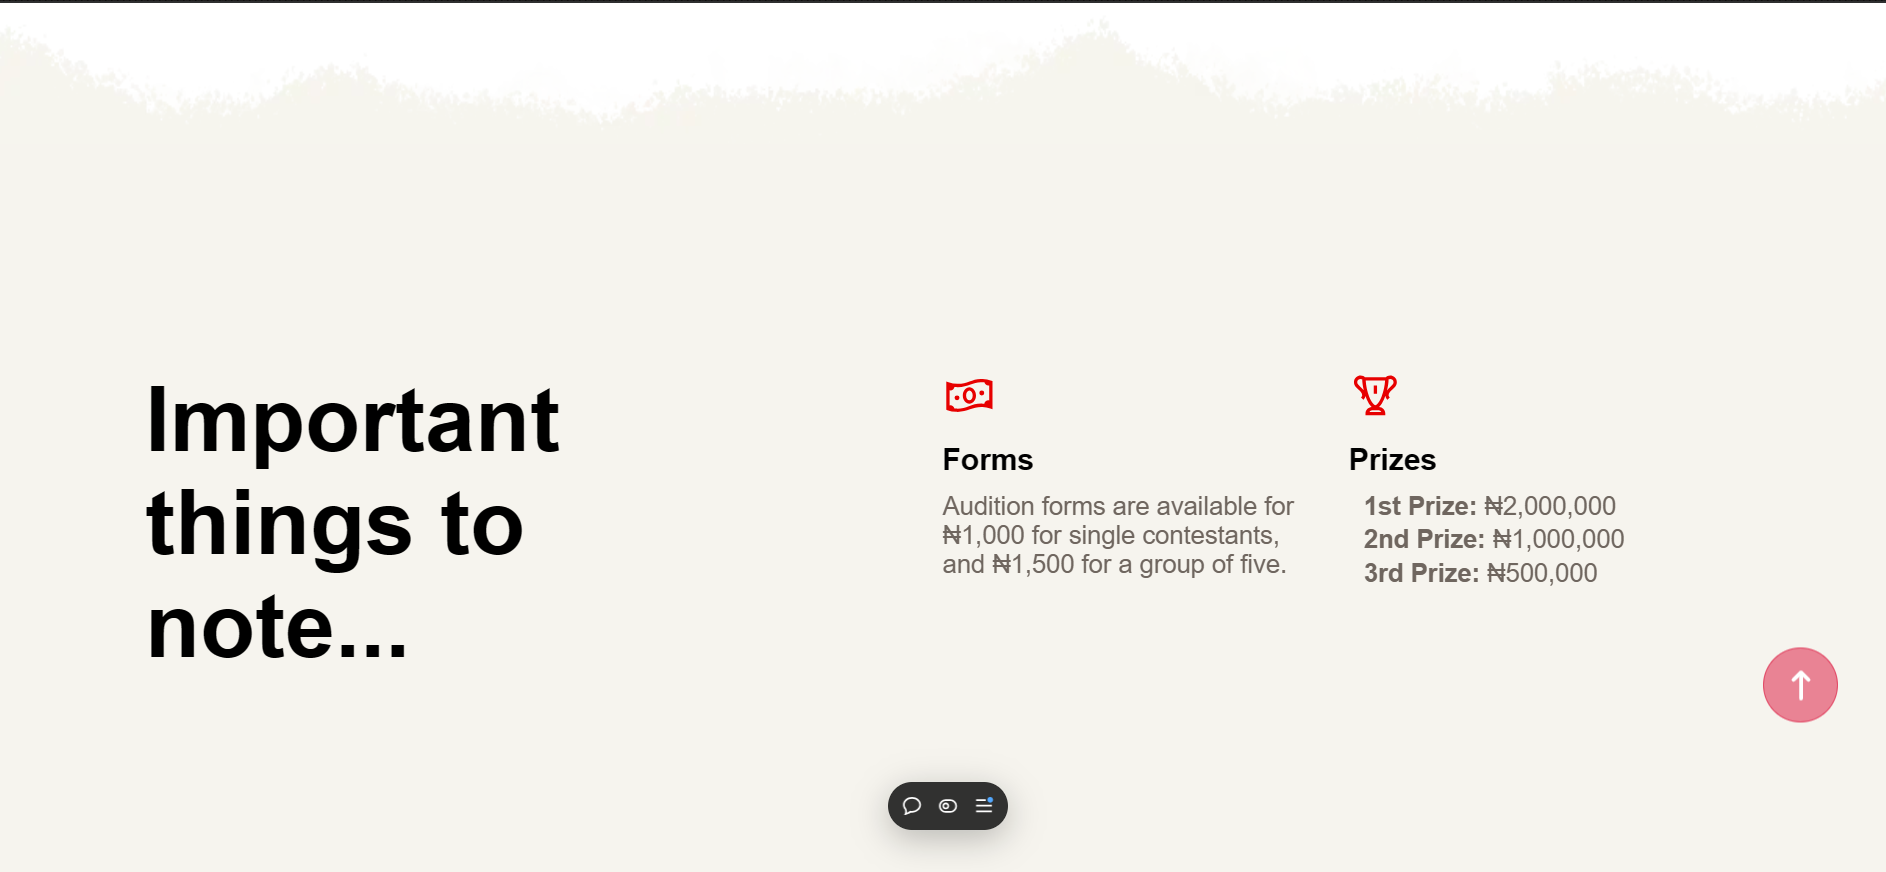 Important
things to
note...
Forms
Audition forms are available for
₦1,000 for single contestants,
and ₦1,500 for a group of five.
Prizes
1st Prize: ₦2,000,000
2nd Prize: ₦1,000,000
3rd Prize: ₦500,000